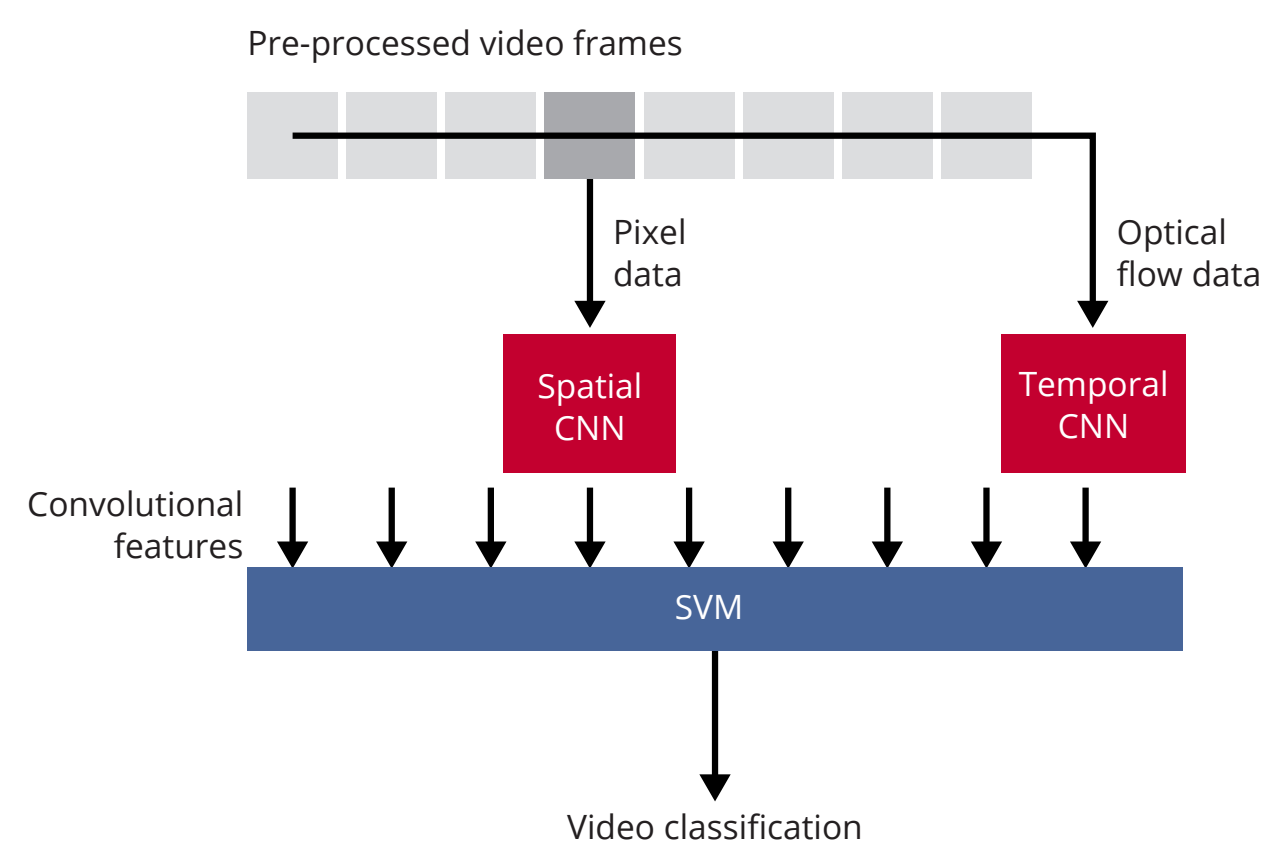 Pre-processed video frames
Pixel
data
Optical
flow data
Spatial
CNN
Temporal
CNN
Convolutional
features
SVM
Video classification